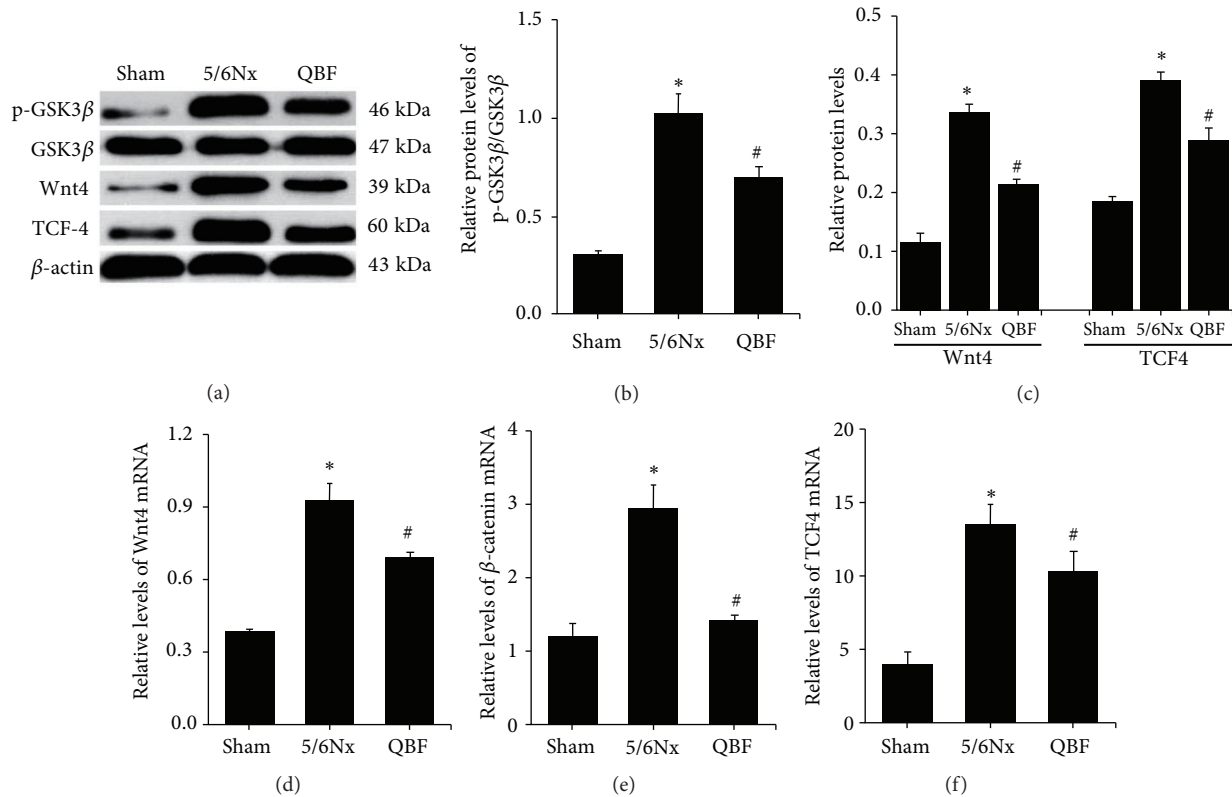 Sham 5/6Nx QBF
p-GSK3β 46 kDa
GSK3β 47 kDa
Wnt4 39 kDa
TCF-4 60 kDa
β-actin 43 kDa
(a)
Relative protein levels of
p-GSK3β/GSK3β
1.5
1.0
0.5
0.0
*
#
Sham 5/6Nx QBF
(b)
Relative protein levels
0.5
0.4
0.3
0.2
0.1
0.0
*
#
*
#
Sham 5/6Nx QBF Sham 5/6Nx QBF
Wnt4 TCF4
(c)
Relative levels of Wnt4 mRNA
1.2
0.9
0.6
0.3
0.0
*
#
Sham 5/6Nx QBF
(d)
Relative levels of β-catenin mRNA
4
3
2
1
0
*
#
Sham 5/6Nx QBF
(e)
Relative levels of TCF4 mRNA
20
15
10
5
0
*
#
Sham 5/6Nx QBF
(f)